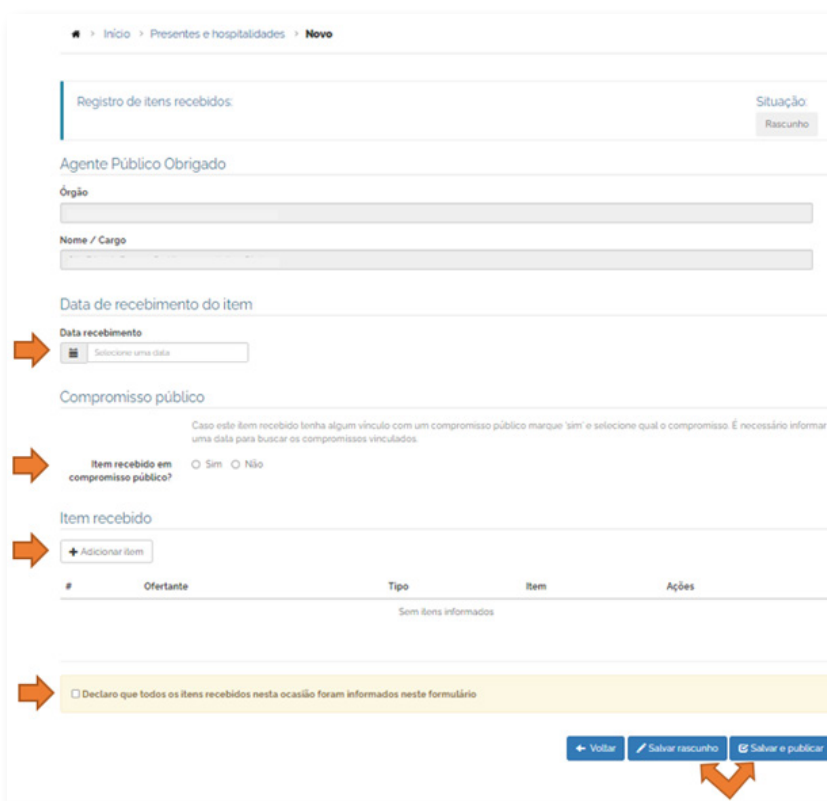 Início > Presentes e hospitalidades > Novo
Registro de itens recebidos:
Situação:
Rascunho
Agente Público Obrigado
Órgão
Nome / Cargo
Data de recebimento do item
Data recebimento
Selecione uma data
Compromisso público
Caso este item recebido tenha algum vínculo com um compromisso público marque 'sim' e selecione qual o compromisso. É necessário informar
uma data para buscar os compromissos vinculados.
Item recebido em
compromisso público?
Sim Não
Item recebido
+ Adicionar item
# Ofertante Tipo Item Ações
Sem itens informados
Declaro que todos os itens recebidos nesta ocasião foram informados neste formulário
Voltar Salvar rascunho Salvar e publicar